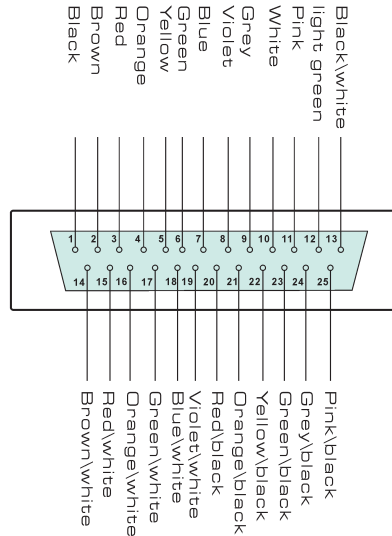 Black
Brown
Red
Orange
Yellow
Green
Blue
Violet
Grey
White
Pink
light green
Black\white
1 2 3 4 5 6 7 8 9 10 11 12 13
14 15 16 17 18 19 20 21 22 23 24 25
Brown\white
Red\white
Orange\white
Green\white
Blue\white
Violet\white
Red\black
Orange\black
Yellow\black
Green\black
Grey\black
Pink\black